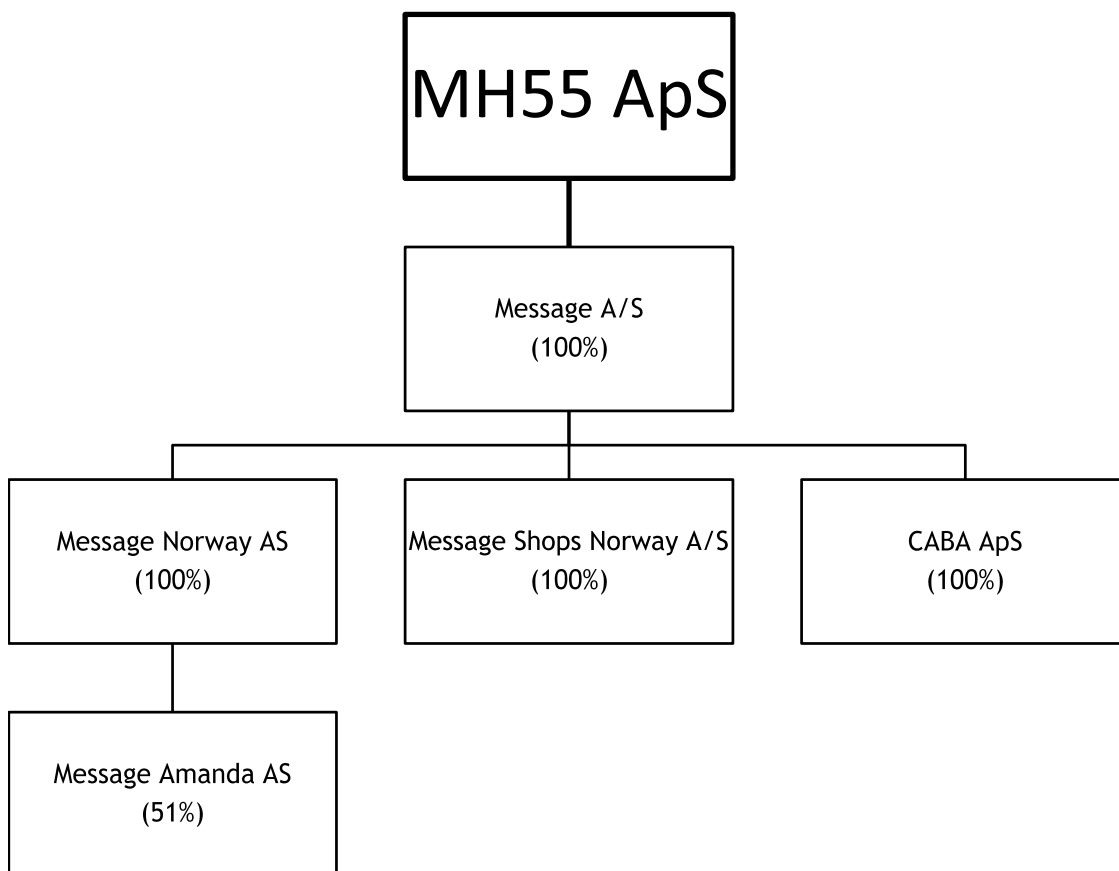 MH55 ApS
Message A/S
(100%)
Message Norway AS
(100%)
Message Shops Norway A/S
(100%)
CABA ApS
(100%)
Message Amanda AS
(51%)